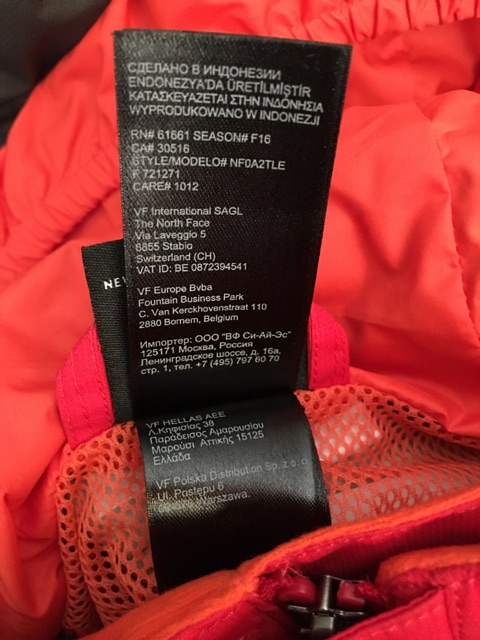 СДЕЛАНО В ИНДОНЕЗИИ
ENDONEZYA'DA ÜRETİLMİŞTİR
ΚΑΤΑΣΚΕΥΑΖΕΤΑΙ ΣΤΗΝ ΙΝΔΟΝΗΣΙΑ
WYPRODUKOWANO W INDONEZJI
RN# 61661 SEASON# F16
CA# 30516
STYLE/MODELO# NF0A2TLE
F 721271
CARE# 1012
VF International SAGL
The North Face
Via Laveggio 5
6855 Stabio
Switzerland (CH)
VAT ID: BE 0872394541
VF Europe Bvba
Fountain Business Park
C. Van Kerckhovenstraat 110
2880 Bornem, Belgium
Импортер: ООО "ВФ Си-Ай-Эс"
125171 Москва, Россия
Ленинградское шоссе, д. 16а,
стр. 1, тел. +7 (495) 797 60 70
VF HELLAS AEE
Λ.Κηφισίας 38
Παράδεισος Αμαρουσίου
Μαρούσι Αττικής 15125
Ελλάδα
VF Polska Distribution Sp. z.o.o
Ul. Postepu 6
Warszawa.